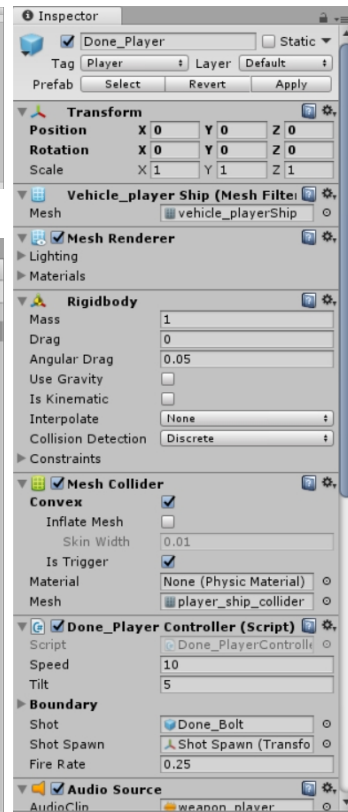 Inspector
Done_Player Static
Tag Player Layer Default
Prefab Select Revert Apply
Transform
Position X 0 Y 0 Z 0
Rotation X 0 Y 0 Z 0
Scale X 1 Y 1 Z 1
Vehicle_player Ship (Mesh Filter
Mesh vehicle_playerShip
Mesh Renderer
Lighting
Materials
Rigidbody
Mass 1
Drag 0
Angular Drag 0.05
Use Gravity
Is Kinematic
Interpolate None
Collision Detection Discrete
Constraints
Mesh Collider
Convex
Inflate Mesh
Skin Width 0.01
Is Trigger
Material None (Physic Material)
Mesh player_ship_collider
Done_Player Controller (Script)
Script Done_PlayerControlle
Speed 10
Tilt 5
Boundary
Shot Done_Bolt
Shot Spawn Shot Spawn (Transfo
Fire Rate 0.25
Audio Source
AudioClip weapon_player